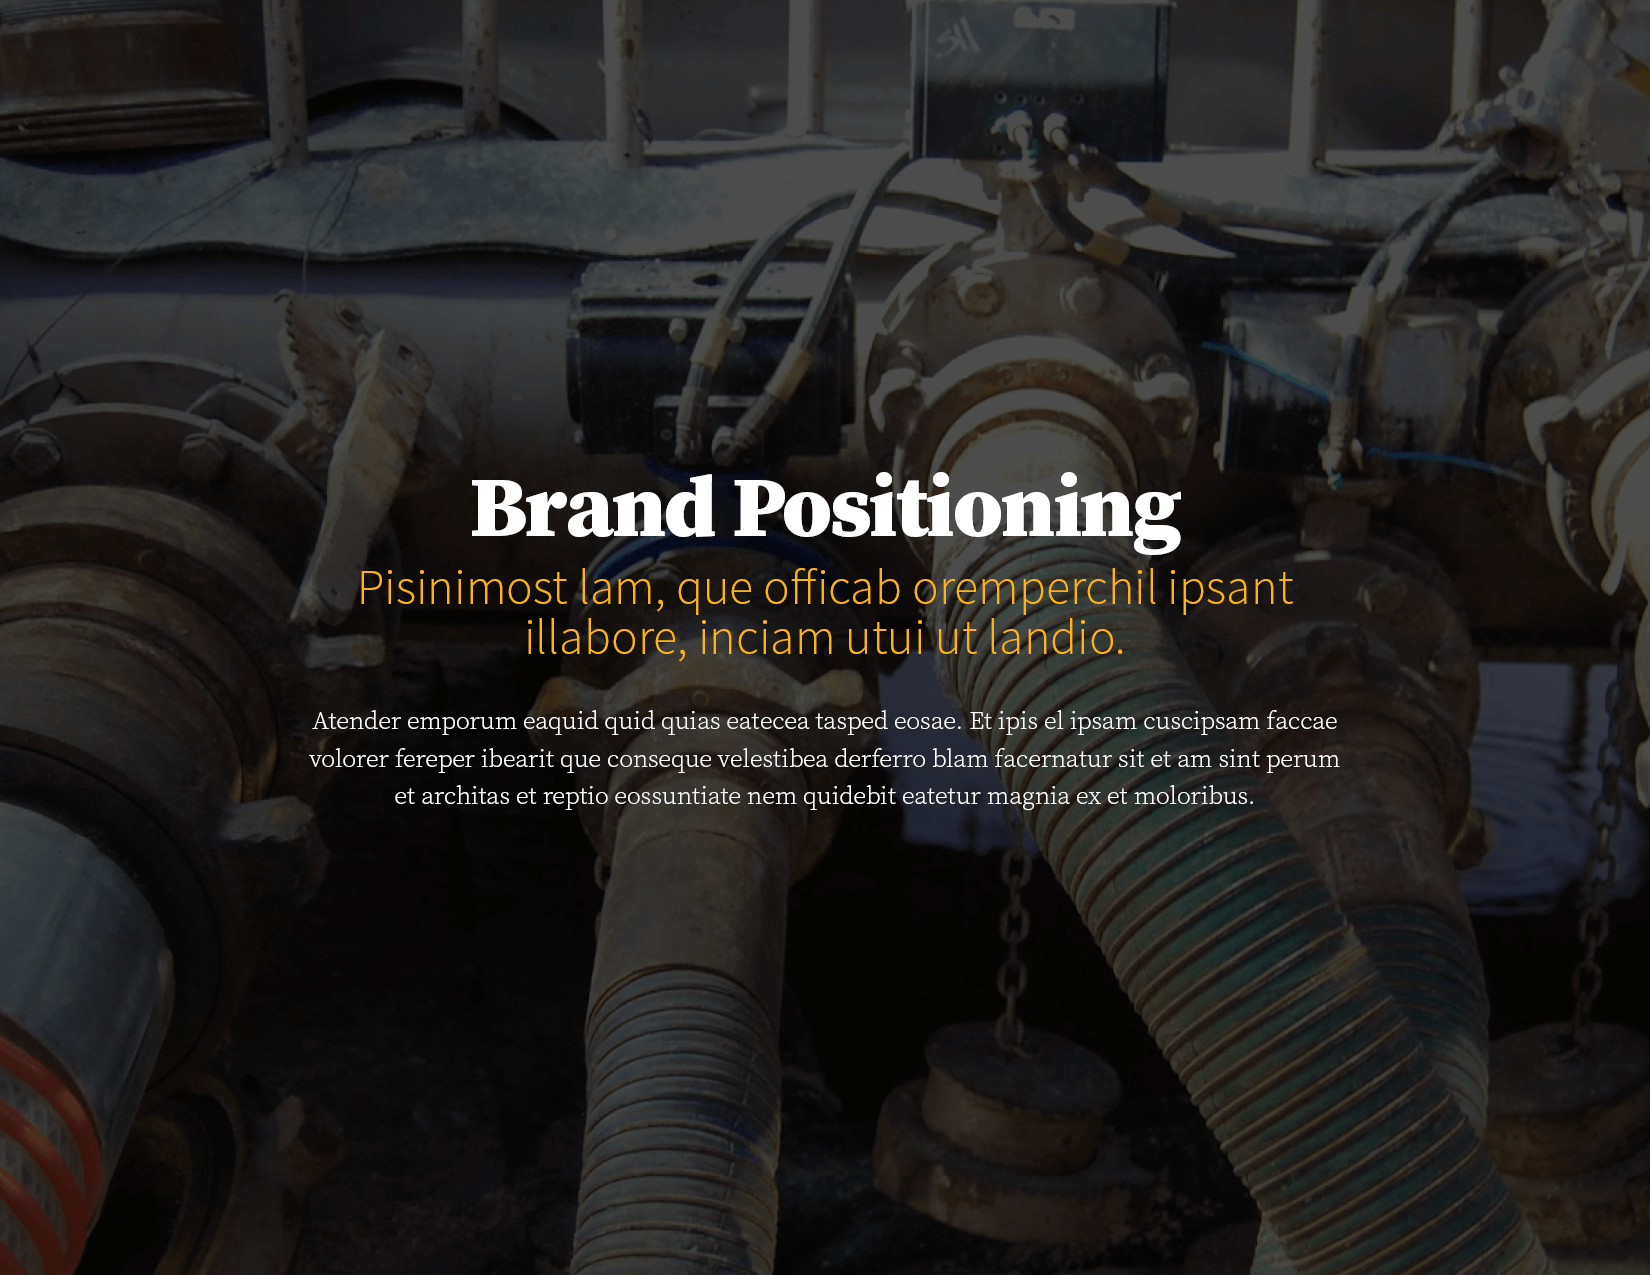 Brand Positioning
Pisinimost lam, que officab oremperchil ipsant
illabore, inciam utui ut landio.
Atender emporum eaquid quid quias eatecea tasped eosae. Et ipis el ipsam cuscipsam faccae
volorer fereper ibearit que conseque velestibea derferro blam facernatur sit et am sint perum
et architas et reptio eossuntiate nem quidebit eatetur magnia ex et moloribus.